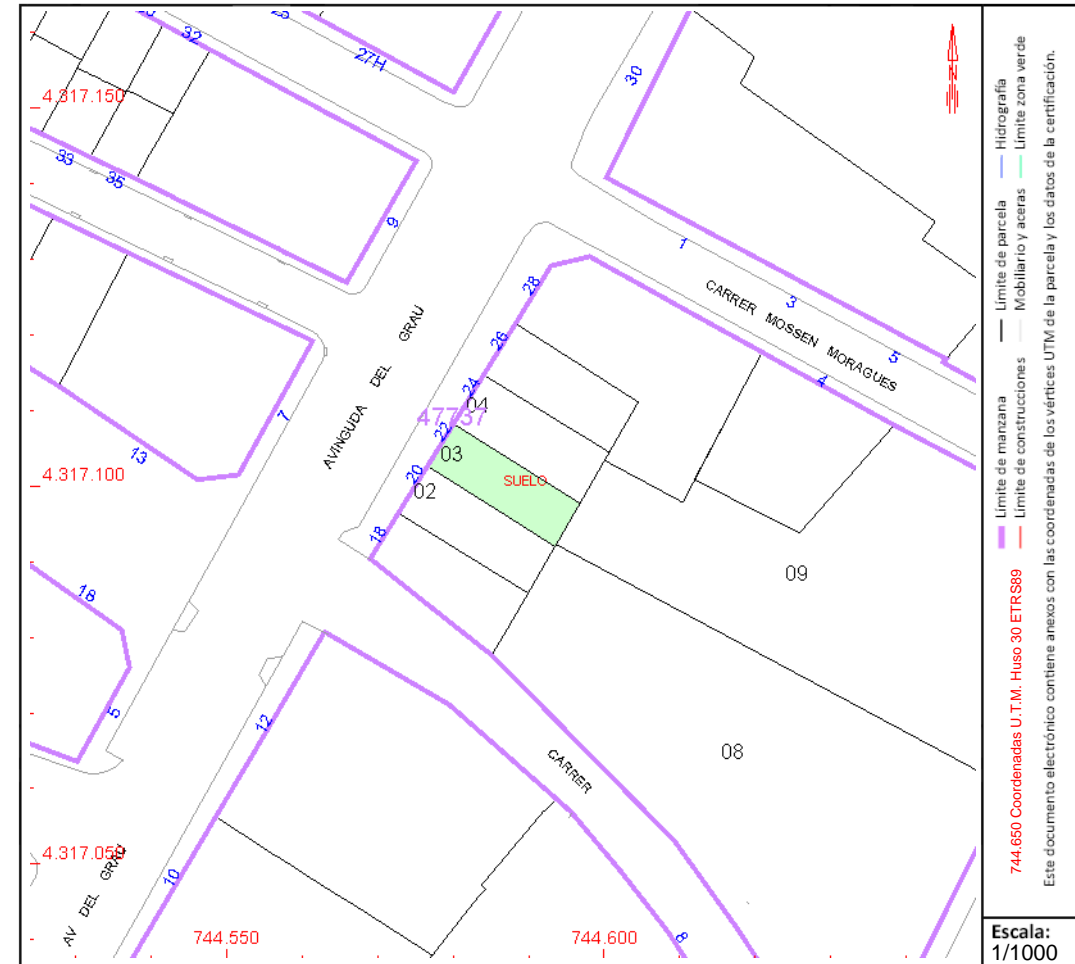 25
32
27H
30
4.317.150
33
35
9
1
CARRER MOSSEN MORAGUES
3
5
4
28
26
24
22
20
18
AVINGUDA DEL GRAU
7
13
04
47737
03
SUELO
02
4.317.100
09
18
5
12
08
CARRER
4.317.050
AV DEL GRAU
10
8
744.550
744.600
N
Hidrografía
Límite zona verde
Límite de parcela
Mobiliario y aceras
Límite de manzana
Límite de construcciones
744.650 Coordenadas U.T.M. Huso 30 ETRS89
Este documento electrónico contiene anexos con las coordenadas de los vértices UTM de la parcela y los datos de la certificación.
Escala:
1/1000